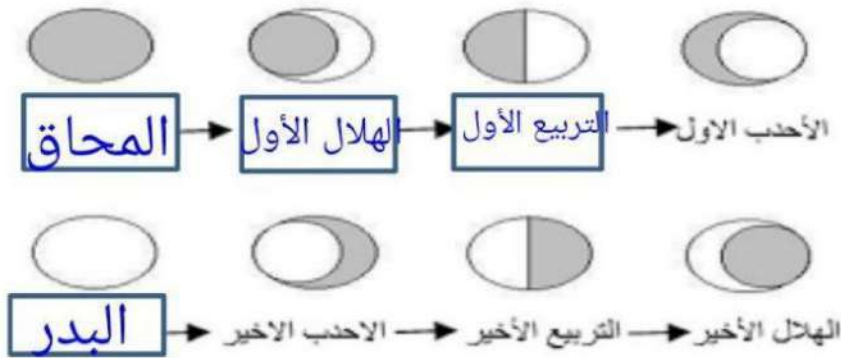 المحاق
الهلال الأول
التربيع الأول
الأحدب الاول
البدر
الاحدب الاخير
التربيع الأخير
الهلال الأخير